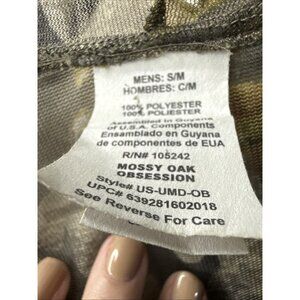 MENS: S/M
HOMBRES: C/M
100% POLYESTER
100% POLIESTER
Assembled in Guyana
of U.S.A. Components
Ensamblado en Guyana
de componentes de EUA
R/N# 105242
MOSSY OAK
OBSESSION
Style# US-UMD-OB
UPC# 639281602018
See Reverse For Care